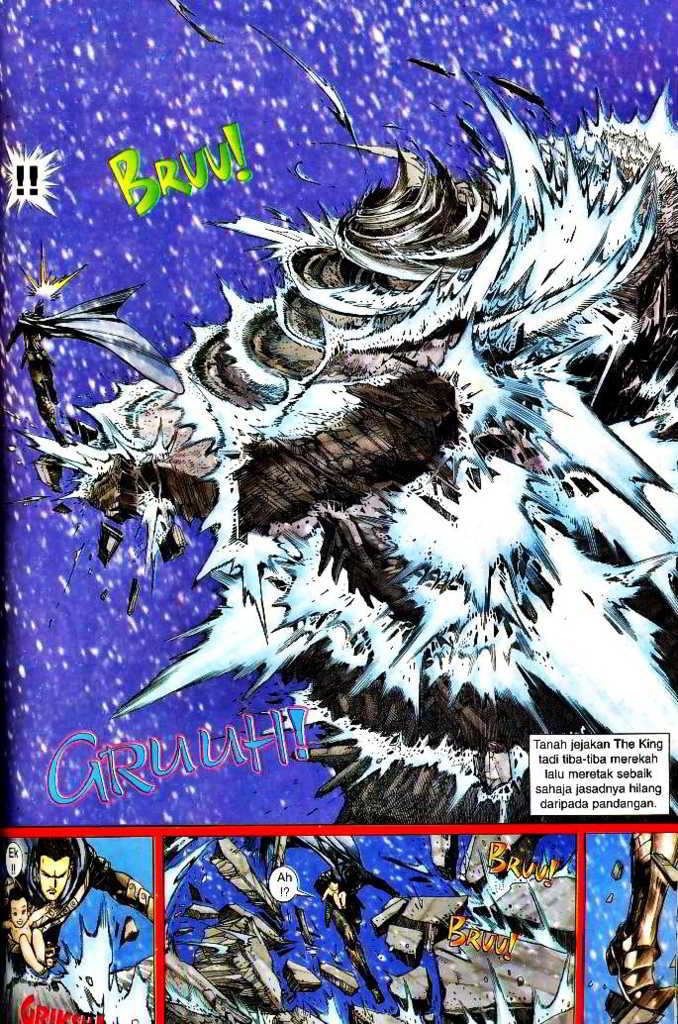 BRUU!
!!
GRUUH!
Tanah jejakan The King
tadi tiba-tiba merekah
lalu meretak sebaik
sahaja jasadnya hilang
daripada pandangan.
Ek
!!
Ah
!?
BRUU!
BRUU!